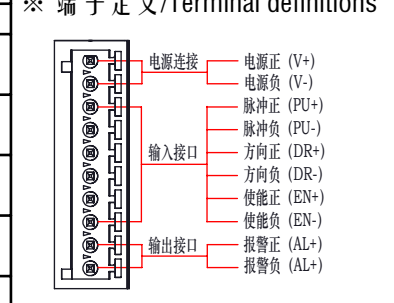 ※ 端子定义/Terminal definitions
电源连接
电源正 (V+)
电源负 (V-)
输入接口
脉冲正 (PU+)
脉冲负 (PU-)
方向正 (DR+)
方向负 (DR-)
使能正 (EN+)
使能负 (EN-)
输出接口
报警正 (AL+)
报警负 (AL+)